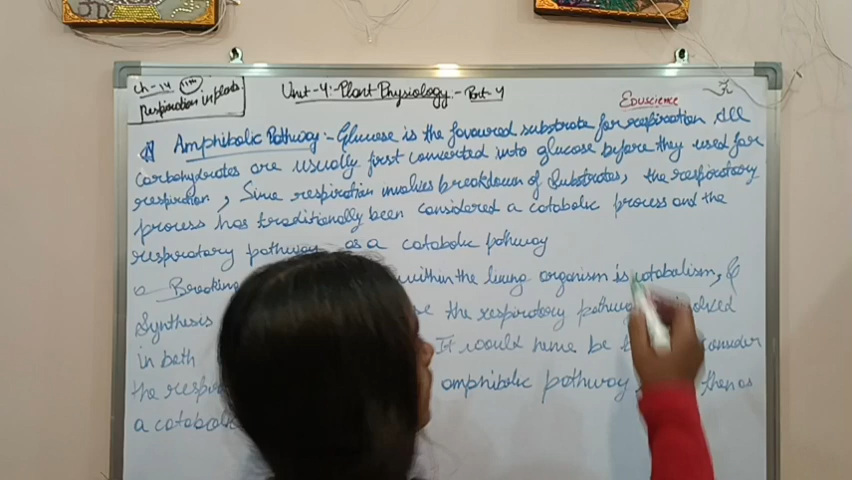 Ch-14 11th
Respiration in plants
Unit-4:-Plant Physiology:-Part-4
Eduscience
Amphibolic Pathway:- Glucose is the favoured substrate for respiration. All
carbohydrates are usually first converted into glucose before they used for
respiration, Since respiration involves breakdown of Substrates, the respiratory
process has traditionally been considered a catabolic process and the
respiratory pathway as a catabolic pathway
Breaking within the living organism is catabolism, &
Synthesis the respiratory pathway involved
in both It would hence be consider
the amphibolic pathway then as
a